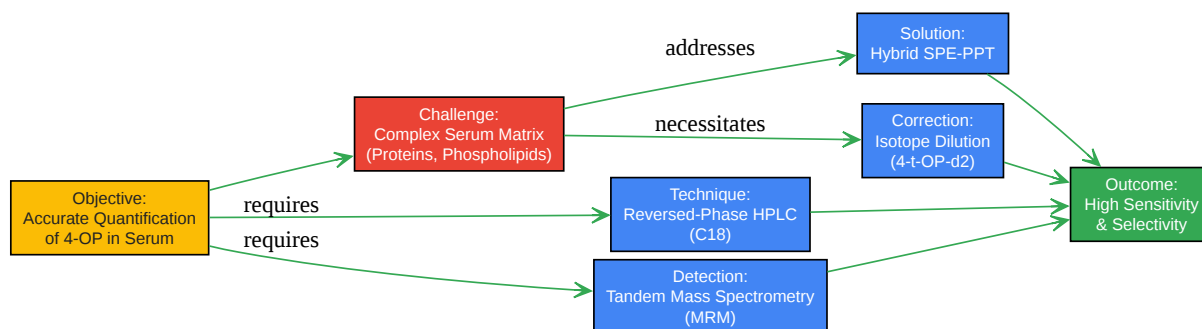 Objective:
Accurate Quantification
of 4-OP in Serum
Challenge:
Complex Serum Matrix
(Proteins, Phospholipids)
addresses
necessitates
requires
requires
Solution:
Hybrid SPE-PPT
Correction:
Isotope Dilution
(4-t-OP-d2)
Technique:
Reversed-Phase HPLC
(C18)
Detection:
Tandem Mass Spectrometry
(MRM)
Outcome:
High Sensitivity
& Selectivity